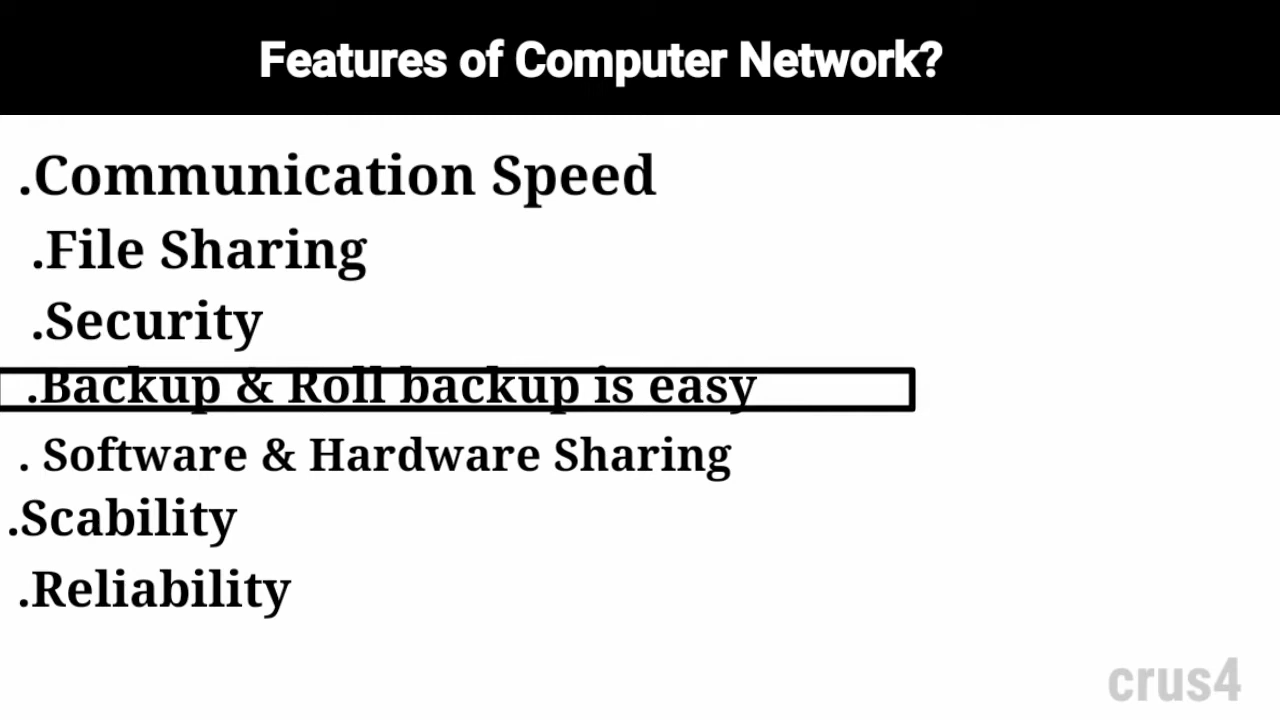 Features of Computer Network?
.Communication Speed
.File Sharing
.Security
.Backup & Roll backup is easy
. Software & Hardware Sharing
.Scability
.Reliability
crus4